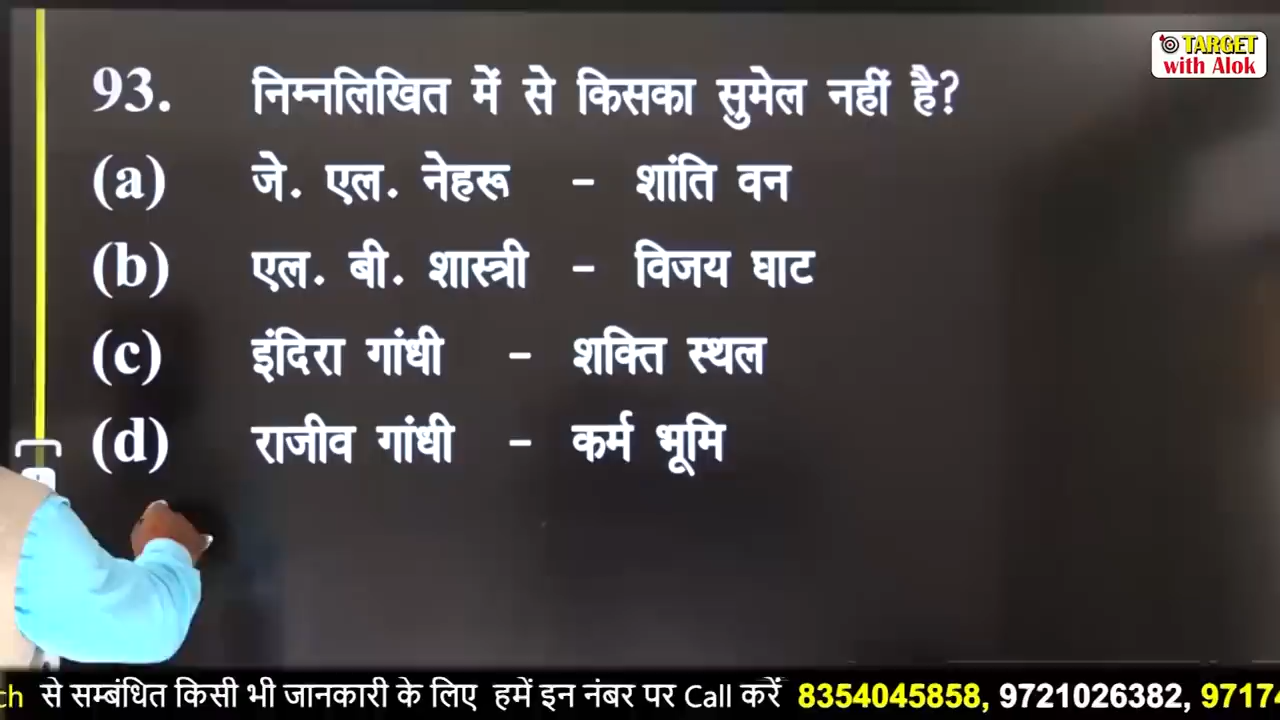 TARGET
with Alok
93. निम्नलिखित में से किसका सुमेल नहीं है?
(a) जे. एल. नेहरू - शांति वन
(b) एल. बी. शास्त्री - विजय घाट
(c) इंदिरा गांधी - शक्ति स्थल
(d) राजीव गांधी - कर्म भूमि
ch से सम्बंधित किसी भी जानकारी के लिए हमें इन नंबर पर Call करें 8354045858, 9721026382, 97174